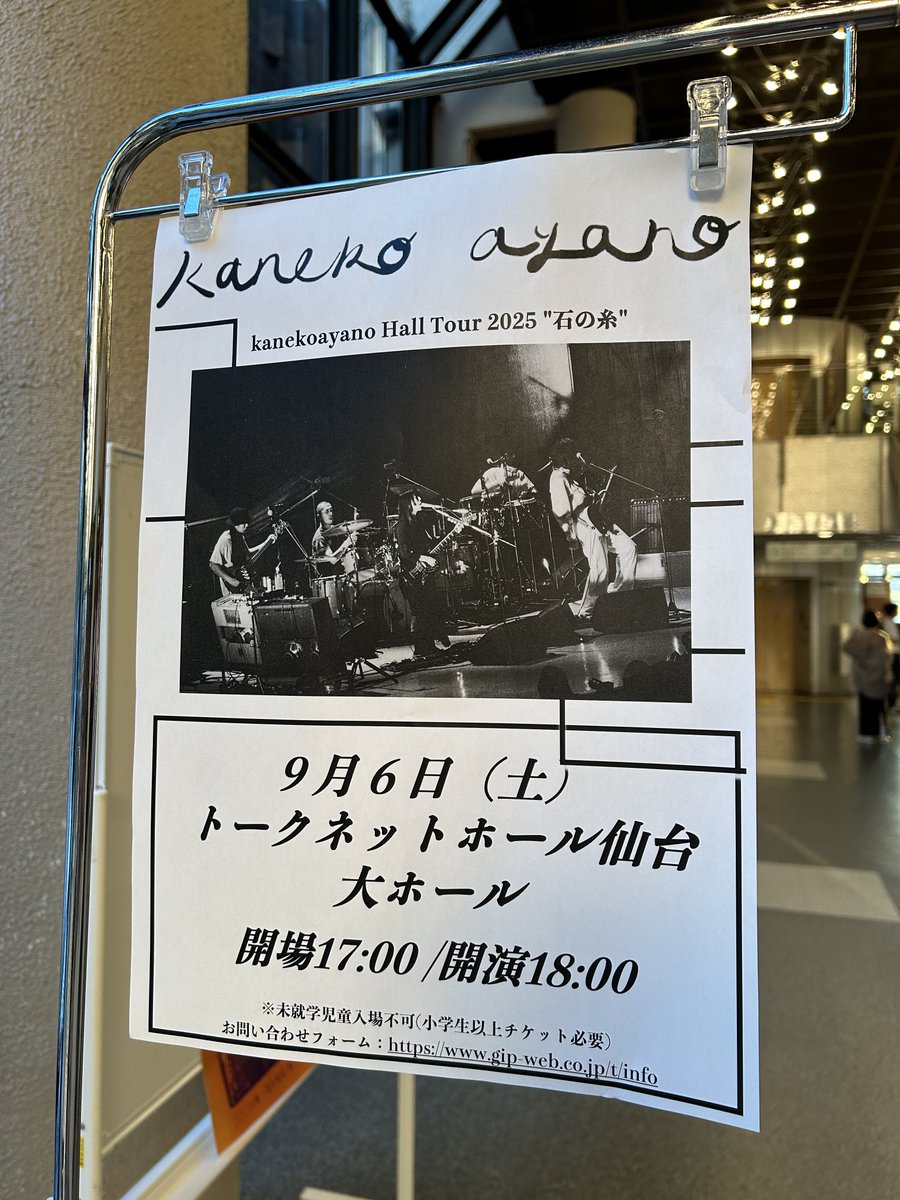 kaneko ayano
kanekoayano Hall Tour 2025 "石の糸"
9月6日(土)
トークネットホール仙台
大ホール
開場17:00 /開演18:00
※未就学児童入場不可(小学生以上チケット必要)
お問い合わせフォーム：https://www.gip-web.co.jp/t/info